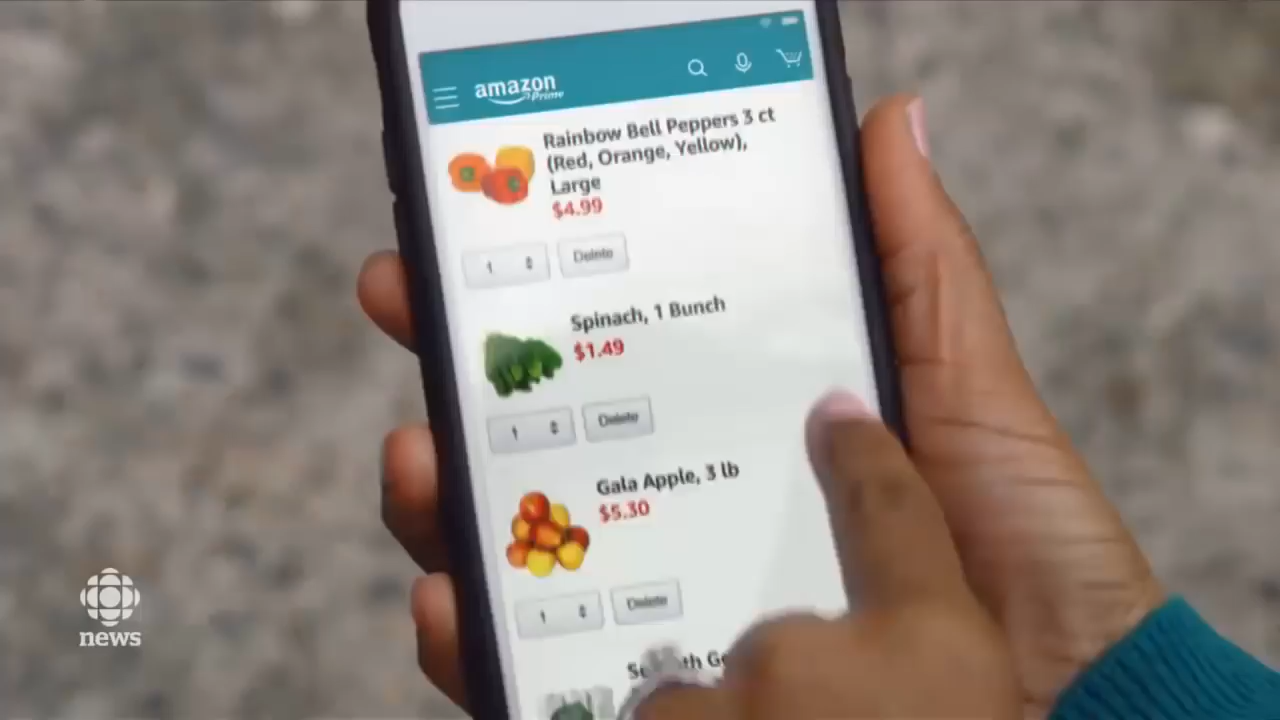 amazon
Prime
Rainbow Bell Peppers 3 ct
(Red, Orange, Yellow),
Large
$4.99
1
Delete
Spinach, 1 Bunch
$1.49
1
Delete
Gala Apple, 3 lb
$5.30
1
Delete
news